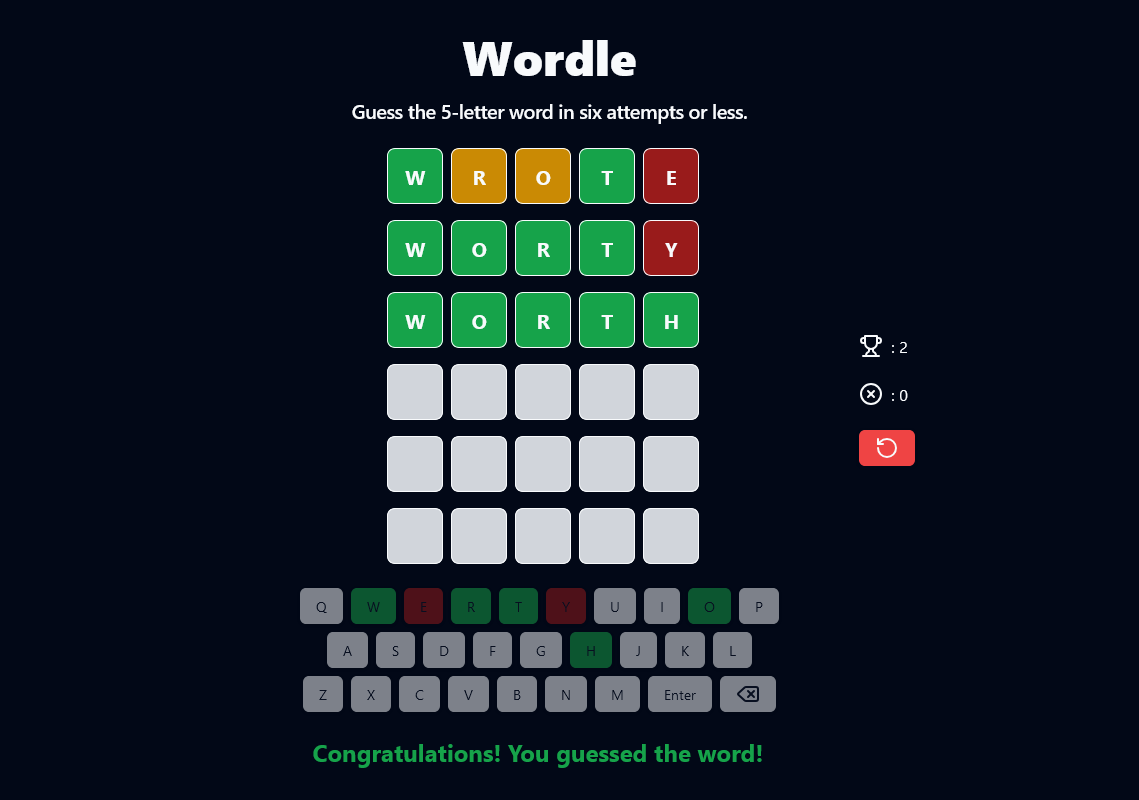 Wordle
Guess the 5-letter word in six attempts or less.
W R O T E
W O R T Y
W O R T H
: 2
: 0
Q W E R T Y U I O P
A S D F G H J K L
Z X C V B N M Enter
Congratulations! You guessed the word!